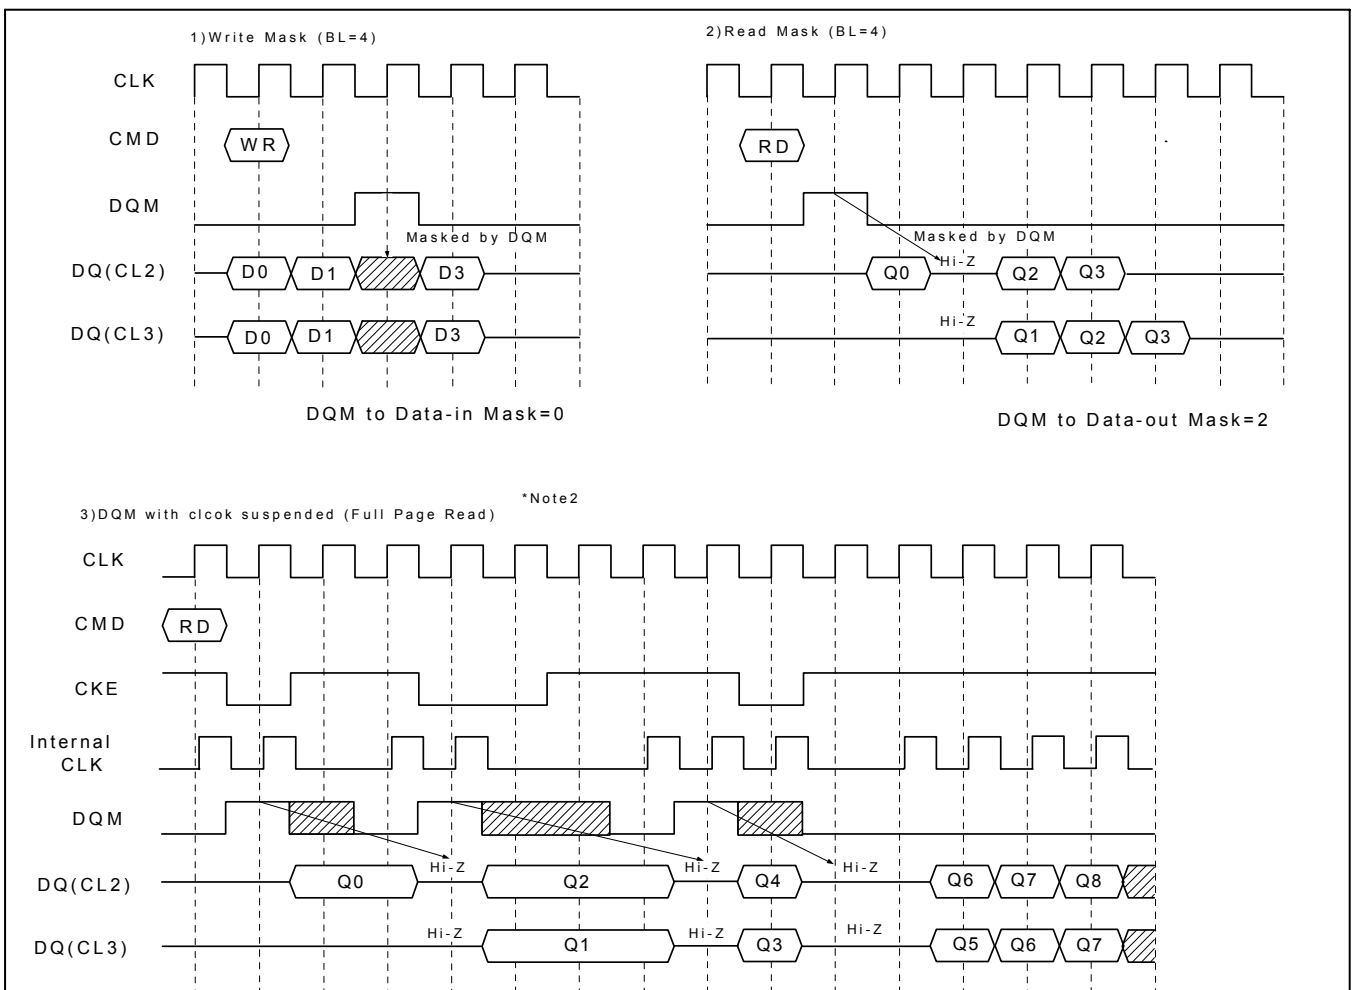 1)Write Mask (BL=4)
2)Read Mask (BL=4)
CLK
CMD
WR
RD
DQM
Masked by DQM
Masked by DQM
DQ(CL2)
D0
D1
D3
Q0
Hi-Z
Q2
Q3
DQ(CL3)
D0
D1
D3
Hi-Z
Q1
Q2
Q3
DQM to Data-in Mask=0
DQM to Data-out Mask=2
*Note2
3)DQM with clcok suspended (Full Page Read)
CLK
CMD
RD
CKE
Internal
CLK
DQM
DQ(CL2)
Q0
Hi-Z
Q2
Hi-Z
Q4
Hi-Z
Q6
Q7
Q8
DQ(CL3)
Hi-Z
Q1
Hi-Z
Q3
Hi-Z
Q5
Q6
Q7